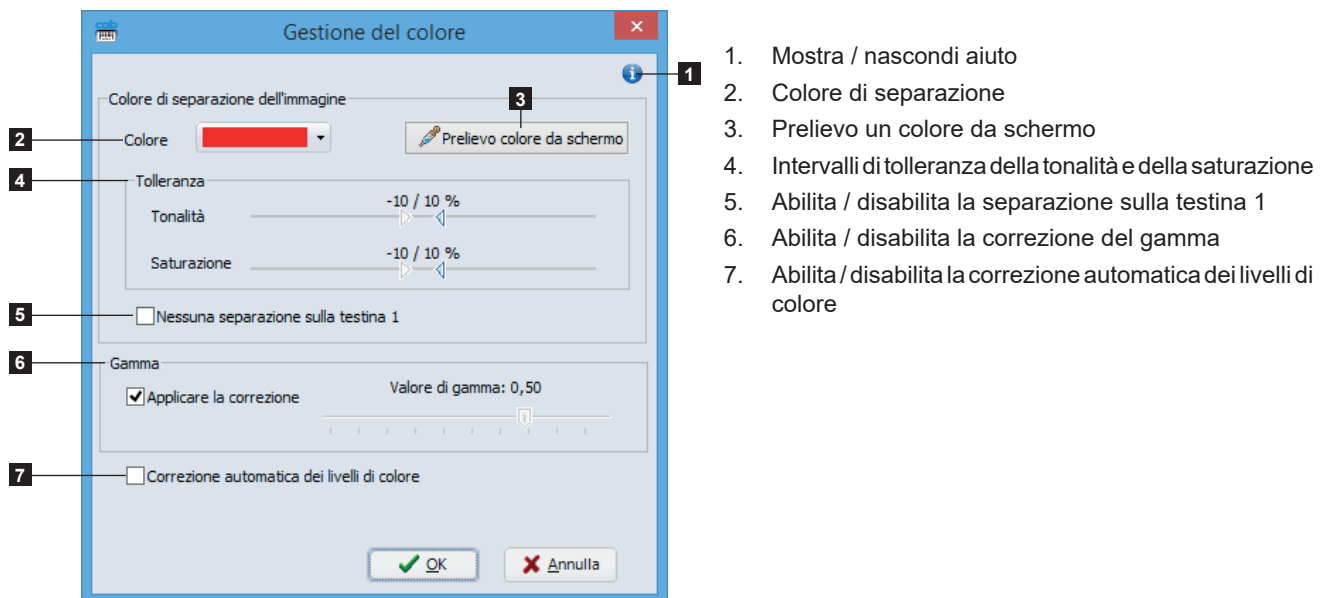 cab
Gestione del colore
1
Colore di separazione dell'immagine
3
2
Colore
Prelievo colore da schermo
4
Tolleranza
-10 / 10 %
Tonalità
-10 / 10 %
Saturazione
5
Nessuna separazione sulla testina 1
6
Gamma
Applicare la correzione
Valore di gamma: 0,50
7
Correzione automatica dei livelli di colore
OK
Annulla
1. Mostra / nascondi aiuto
2. Colore di separazione
3. Prelievo un colore da schermo
4. Intervalli di tolleranza della tonalità e della saturazione
5. Abilita / disabilita la separazione sulla testina 1
6. Abilita / disabilita la correzione del gamma
7. Abilita / disabilita la correzione automatica dei livelli di
colore